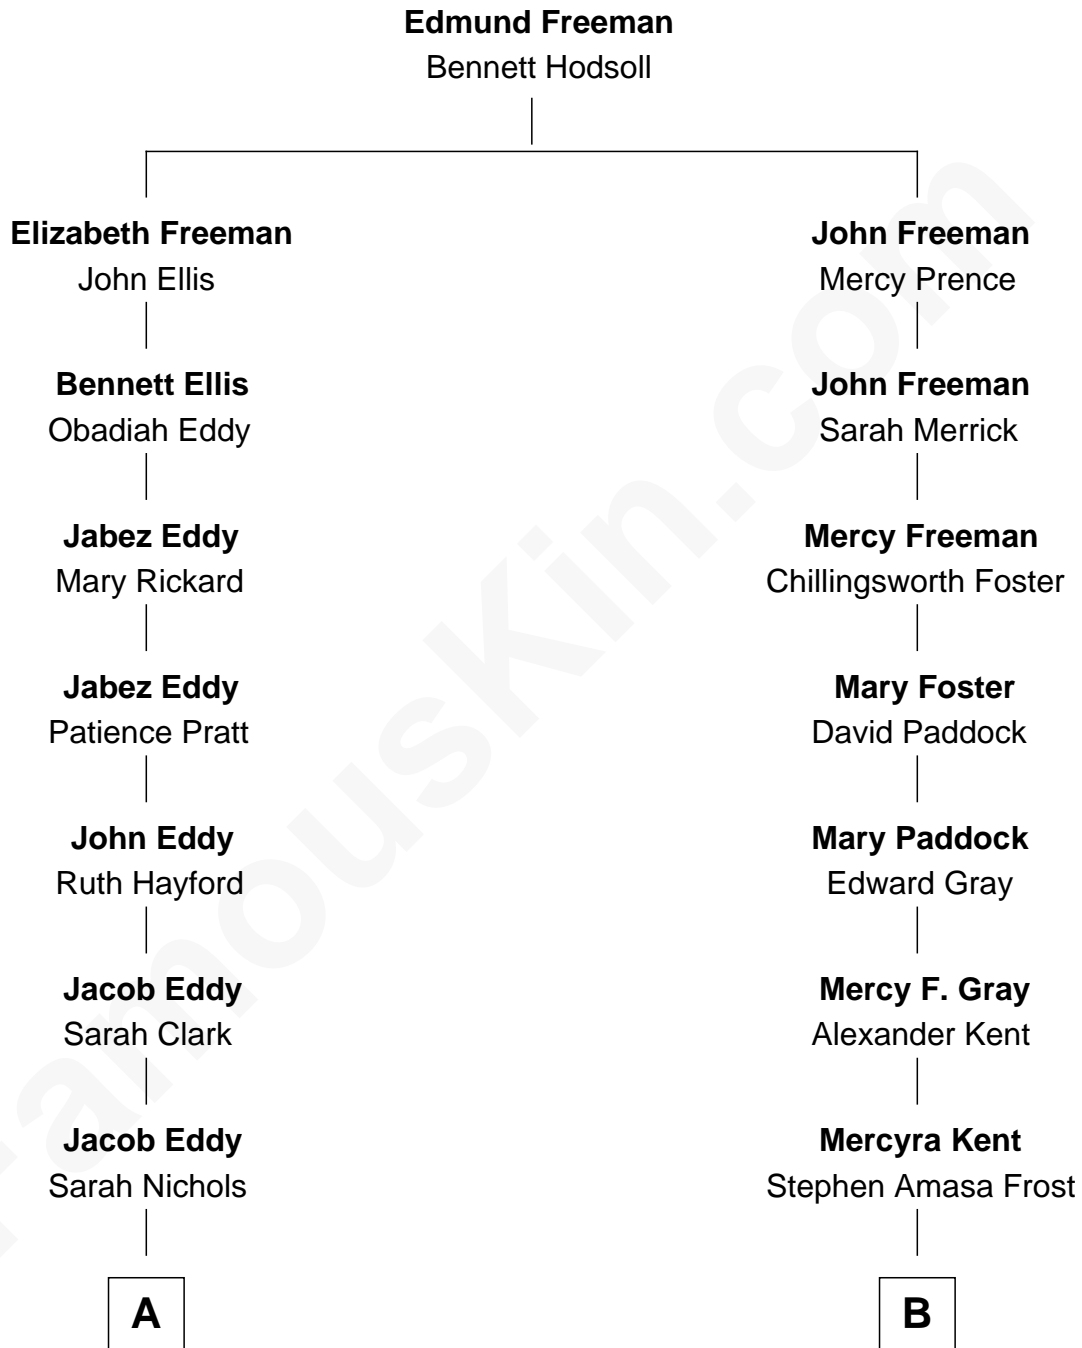 Edmund Freeman
Bennett Hodsoll
Elizabeth Freeman
John Ellis
John Freeman
Mercy Prence
Bennett Ellis
Obadiah Eddy
John Freeman
Sarah Merrick
Jabez Eddy
Mary Rickard
Mercy Freeman
Chillingsworth Foster
Jabez Eddy
Patience Pratt
Mary Foster
David Paddock
John Eddy
Ruth Hayford
Mary Paddock
Edward Gray
Jacob Eddy
Sarah Clark
Mercy F. Gray
Alexander Kent
Jacob Eddy
Sarah Nichols
Mercyra Kent
Stephen Amasa Frost
A
B
FamousKin.com